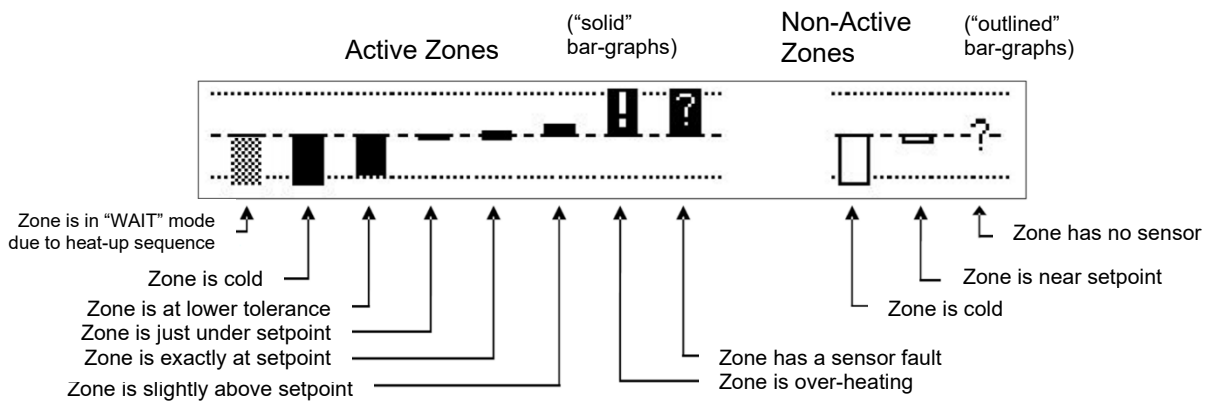 Active Zones
(“solid”
bar-graphs)
Non-Active
Zones
(“outlined”
bar-graphs)
!
?
?
Zone is in “WAIT” mode
due to heat-up sequence
Zone is cold
Zone is at lower tolerance
Zone is just under setpoint
Zone is exactly at setpoint
Zone is slightly above setpoint
Zone has a sensor fault
Zone is over-heating
Zone has no sensor
Zone is near setpoint
Zone is cold